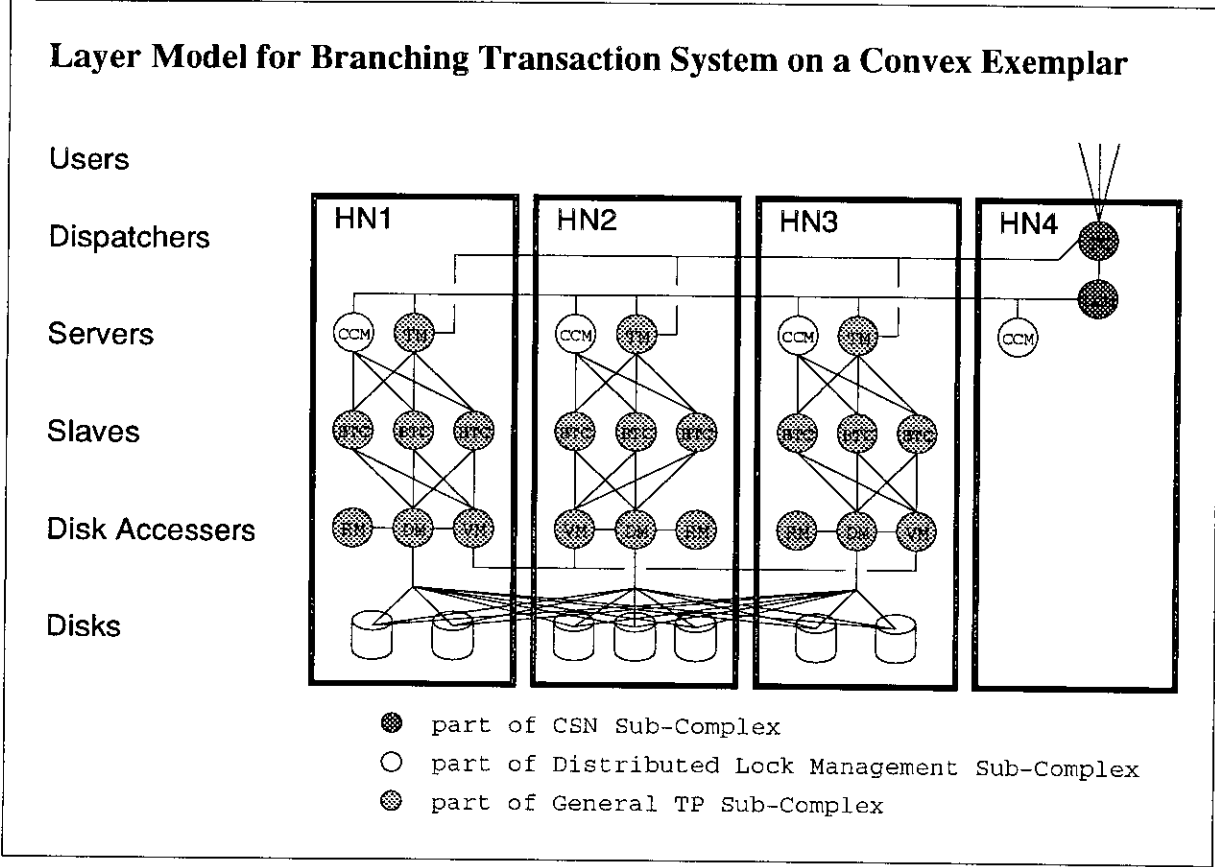 Layer Model for Branching Transaction System on a Convex Exemplar
Users
HN1 HN2 HN3 HN4
Dispatchers
Servers CCM TM CCM TM CCM TM CCM
Slaves BTC BTC BTC BTC BTC BTC BTC BTC BTC
Disk Accessers RM DM VM VM DM RM RM DM VM
Disks
part of CSN Sub-Complex
part of Distributed Lock Management Sub-Complex
part of General TP Sub-Complex